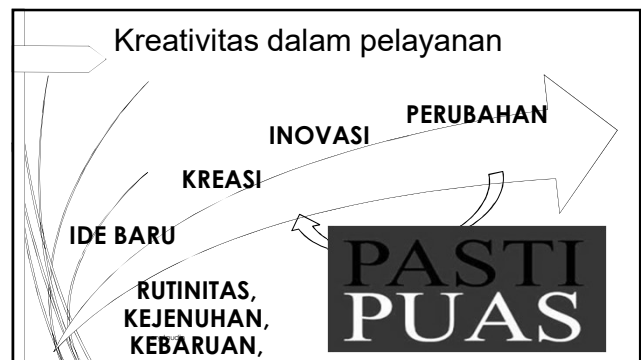 Kreativitas dalam pelayanan
PERUBAHAN
INOVASI
KREASI
IDE BARU
RUTINITAS,
KEJENUHAN,
KEBARUAN,
PASTI
PUAS